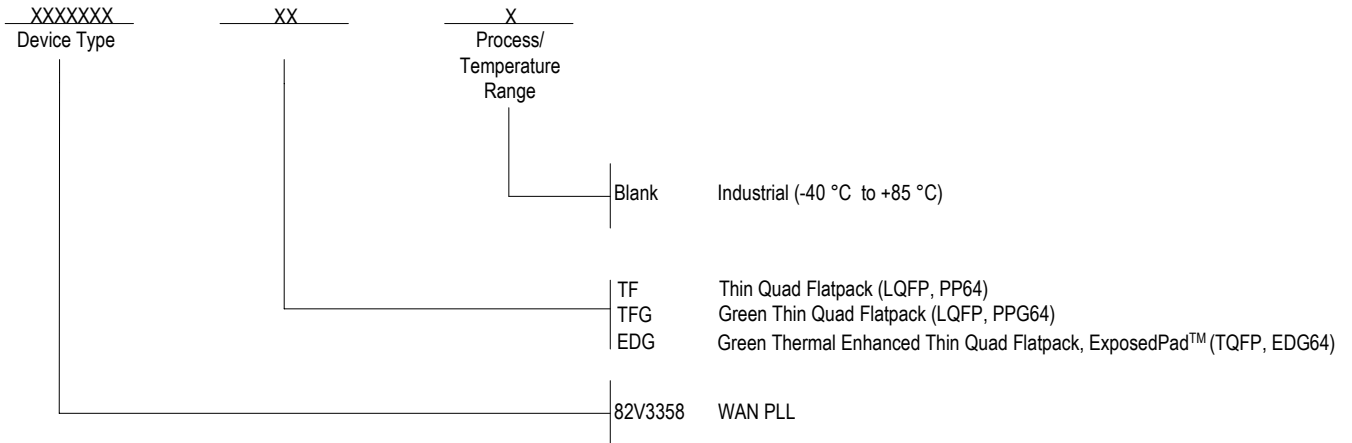 XXXXXXX XX X
Device Type Process/
Temperature
Range
Blank Industrial (-40 °C to +85 °C)
TF Thin Quad Flatpack (LQFP, PP64)
TFG Green Thin Quad Flatpack (LQFP, PPG64)
EDG Green Thermal Enhanced Thin Quad Flatpack, ExposedPad™ (TQFP, EDG64)
82V3358 WAN PLL